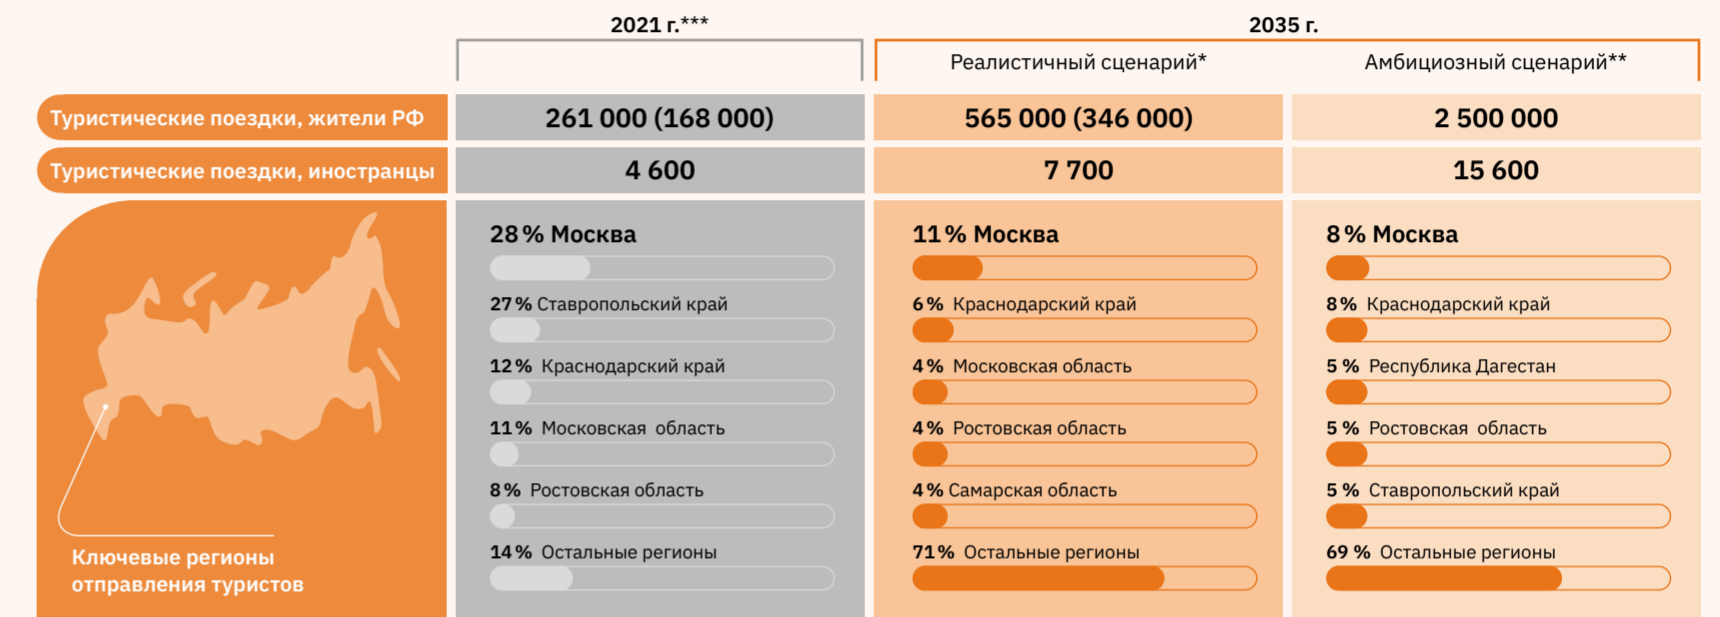 2021 г.***
2035 г.
Реалистичный сценарий*
Амбициозный сценарий**
Туристические поездки, жители РФ
261 000 (168 000)
565 000 (346 000)
2 500 000
Туристические поездки, иностранцы
4 600
7 700
15 600
Ключевые регионы
отправления туристов
28 % Москва
27 % Ставропольский край
12 % Краснодарский край
11 % Московская область
8 % Ростовская область
14 % Остальные регионы
11 % Москва
6 % Краснодарский край
4 % Московская область
4 % Ростовская область
4 % Самарская область
71 % Остальные регионы
8 % Москва
8 % Краснодарский край
5 % Республика Дагестан
5 % Ростовская область
5 % Ставропольский край
69 % Остальные регионы